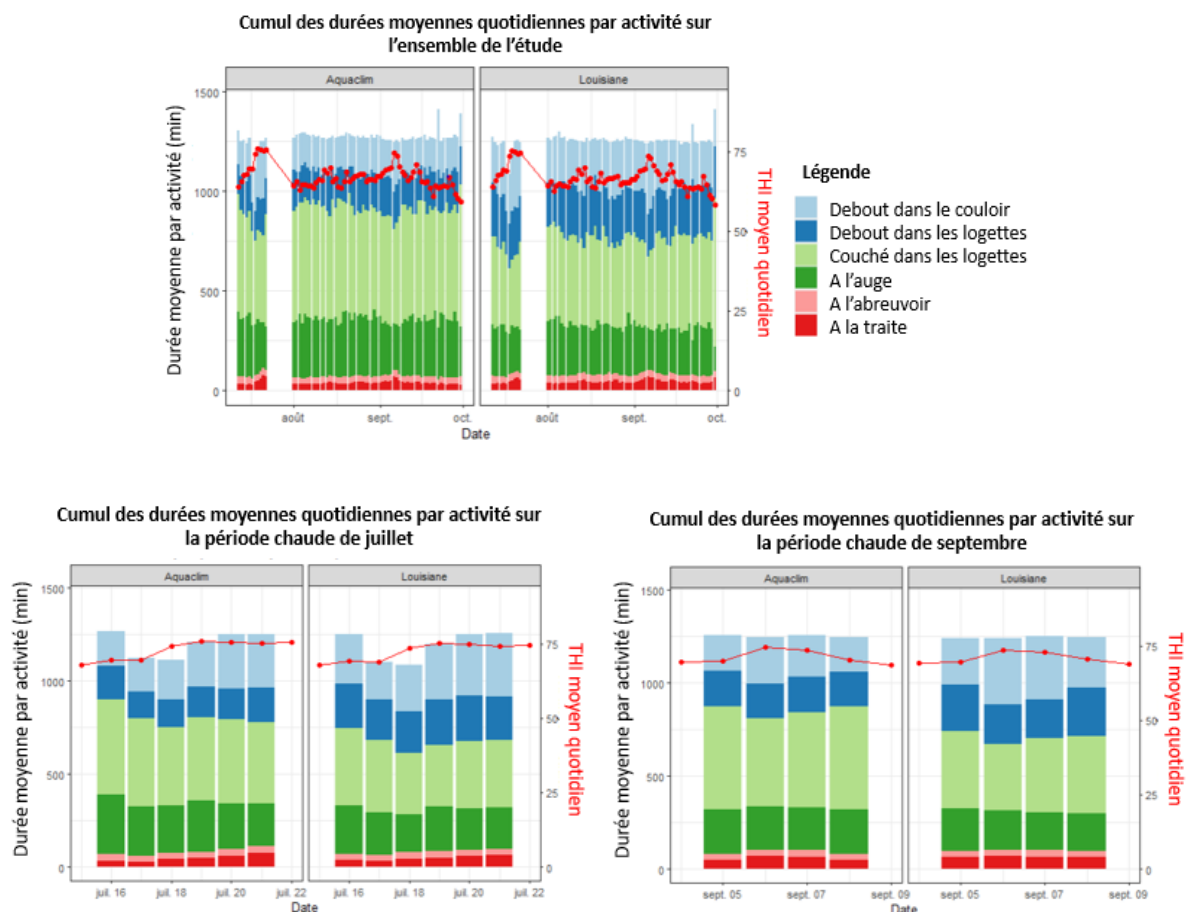 Cumul des durées moyennes quotidiennes par activité sur
l'ensemble de l'étude
Aquaclim
Louisiane
Durée moyenne par activité (min)
1500
1000
500
0
75
50
25
0
THI moyen quotidien
août
sept.
oct.
août
sept.
oct.
Date
Légende
Debout dans le couloir
Debout dans les logettes
Couché dans les logettes
A l'auge
A l'abreuvoir
A la traite
Cumul des durées moyennes quotidiennes par activité sur
la période chaude de juillet
Aquaclim
Louisiane
Durée moyenne par activité (min)
1500
1000
500
0
75
50
25
0
THI moyen quotidien
juil. 16
juil. 18
juil. 20
juil. 22
juil. 16
juil. 18
juil. 20
juil. 22
Date
Cumul des durées moyennes quotidiennes par activité sur
la période chaude de septembre
Aquaclim
Louisiane
Durée moyenne par activité (min)
1500
1000
500
0
75
50
25
0
THI moyen quotidien
sept. 05
sept. 07
sept. 09
sept. 05
sept. 07
sept. 09
Date